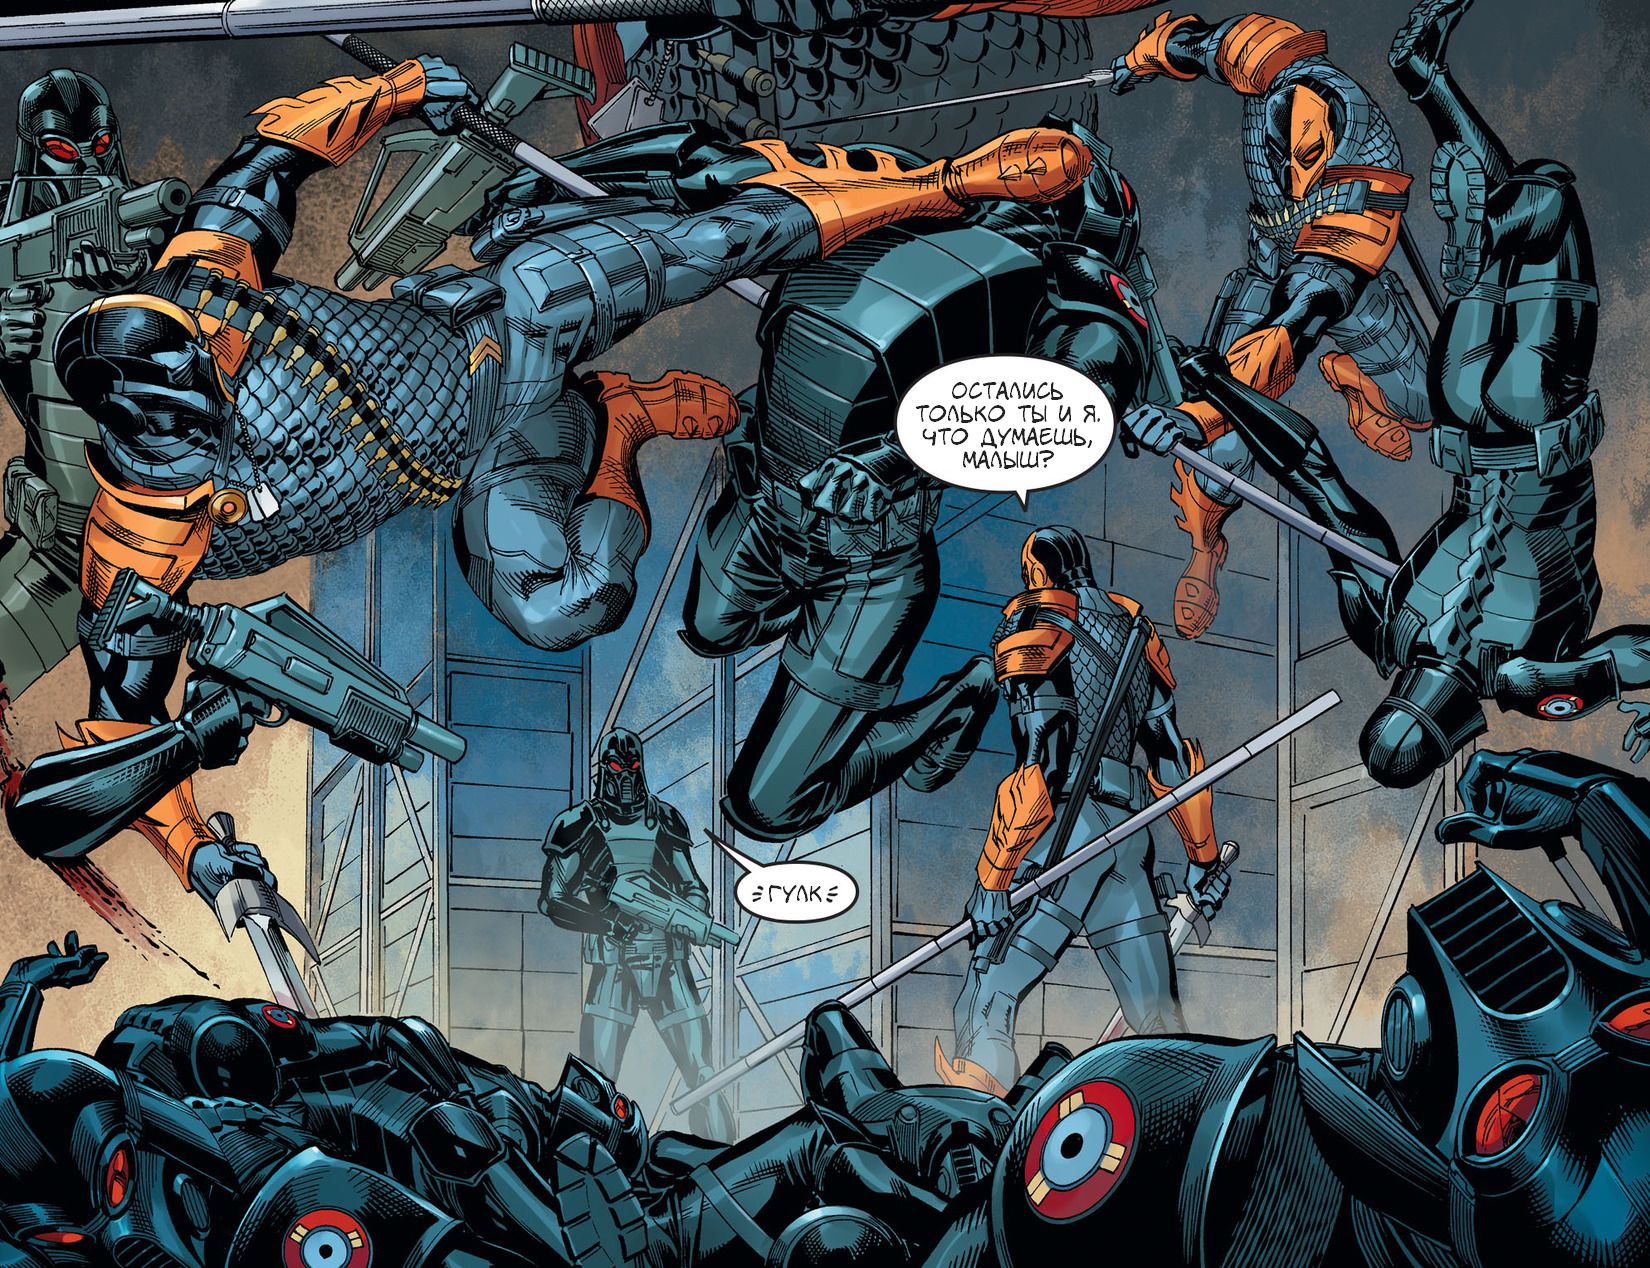 ОСТАЛИСЬ
ТОЛЬКО ТЫ И Я.
ЧТО ДУМАЕШЬ,
МАЛЫШ?
ГУЛК